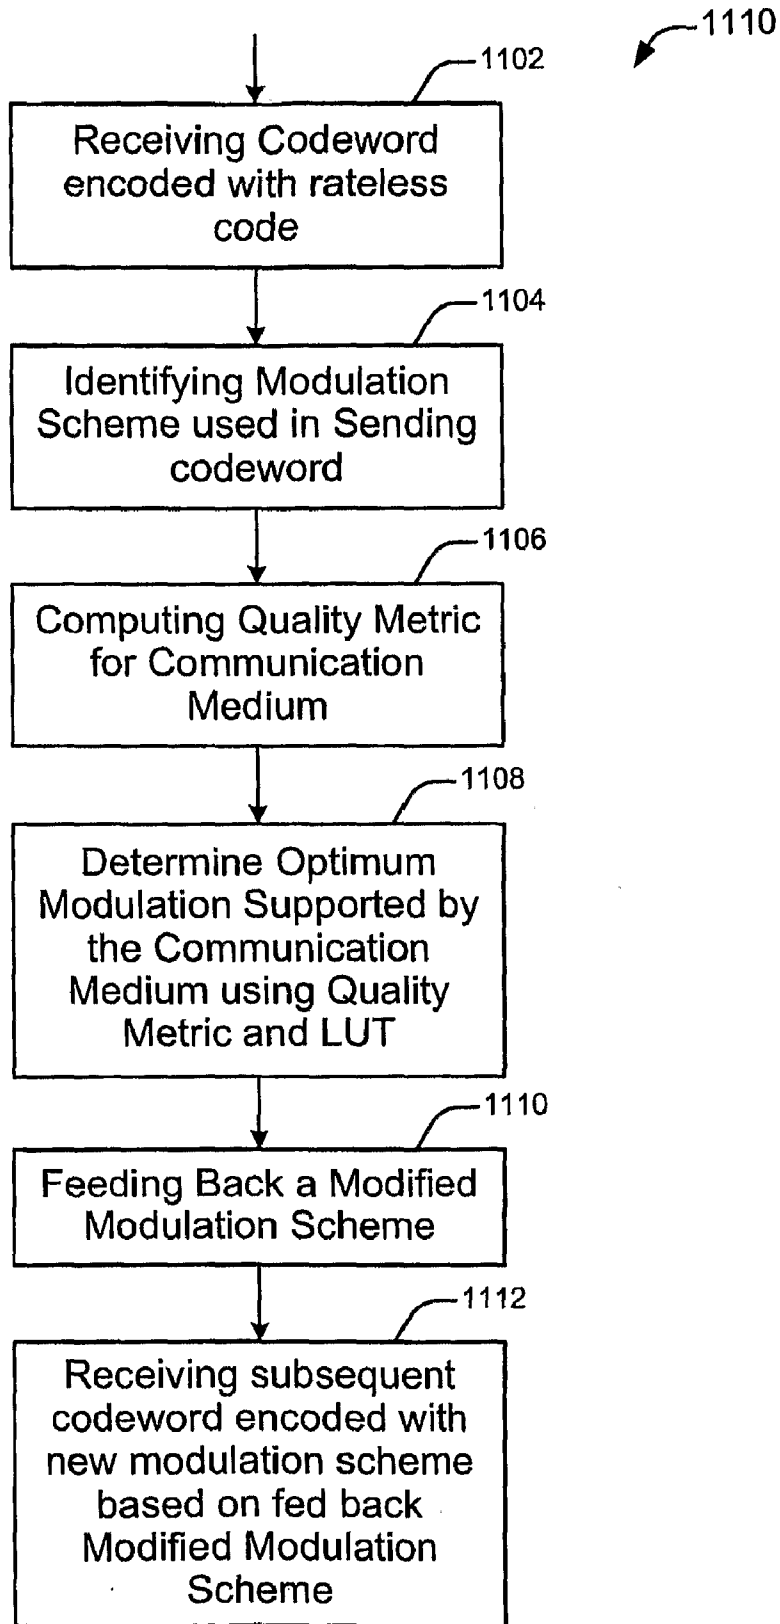 1110
1102
Receiving Codeword
encoded with rateless
code
1104
Identifying Modulation
Scheme used in Sending
codeword
1106
Computing Quality Metric
for Communication
Medium
1108
Determine Optimum
Modulation Supported by
the Communication
Medium using Quality
Metric and LUT
1110
Feeding Back a Modified
Modulation Scheme
1112
Receiving subsequent
codeword encoded with
new modulation scheme
based on fed back
Modified Modulation
Scheme